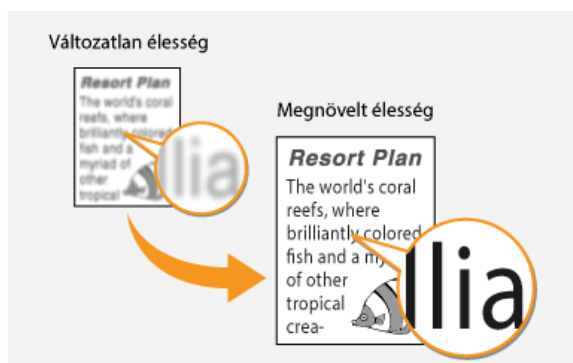 Változatlan élesség
Resort Plan
The world's coral
reefs, where
brilliantly colored
fish and a
myriad of
other
tropical
llia
Megnövelt élesség
Resort Plan
The world's coral
reefs, where
brilliantly colored
fish and a my
of other
tropical
crea-
llia